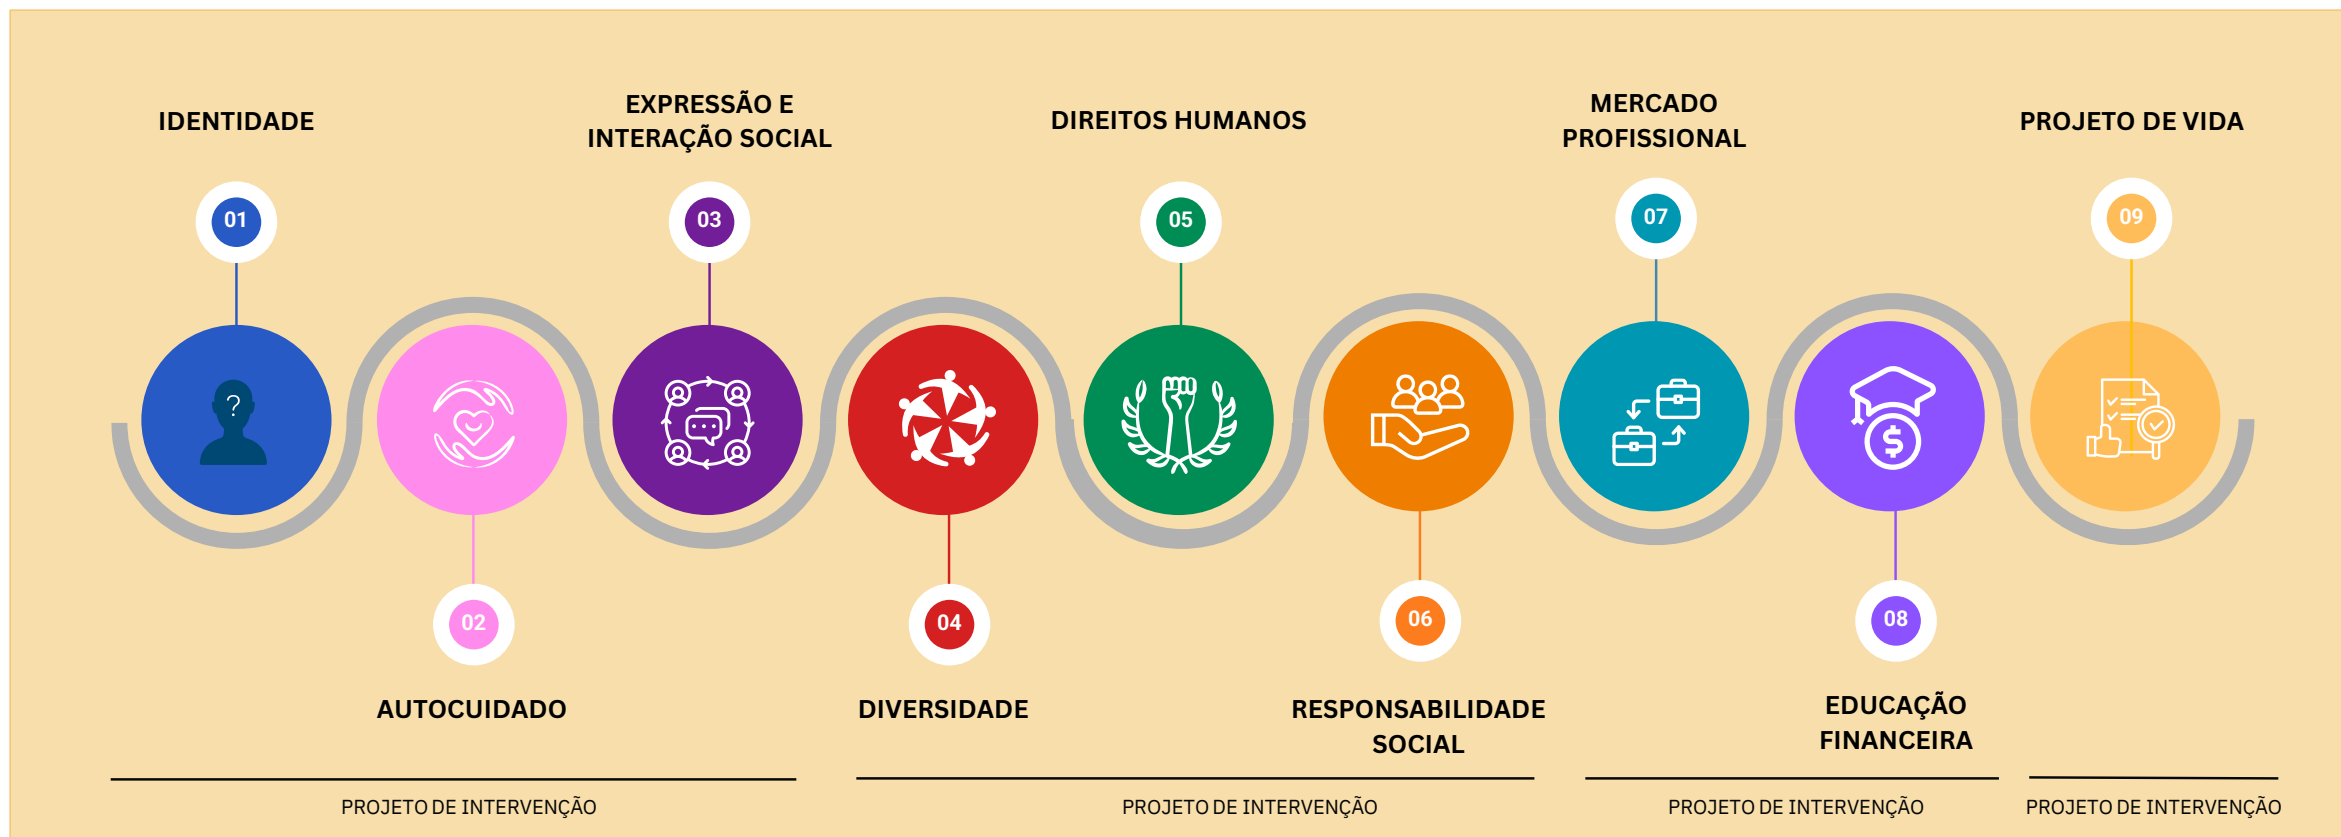 IDENTIDADE
01
02
AUTOCUIDADO
EXPRESSÃO E
INTERAÇÃO SOCIAL
03
04
DIVERSIDADE
DIREITOS HUMANOS
05
06
RESPONSABILIDADE
SOCIAL
MERCADO
PROFISSIONAL
07
08
EDUCAÇÃO
FINANCEIRA
PROJETO DE VIDA
09
?
$
PROJETO DE INTERVENÇÃO
PROJETO DE INTERVENÇÃO
PROJETO DE INTERVENÇÃO
PROJETO DE INTERVENÇÃO